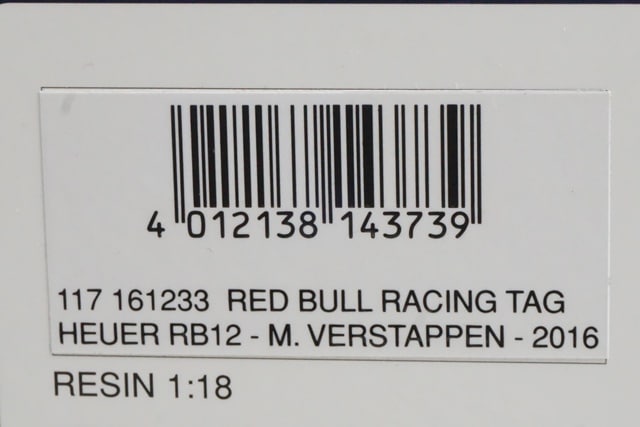 4 012138 143739
117 161233 RED BULL RACING TAG
HEUER RB12 - M. VERSTAPPEN - 2016
RESIN 1:18